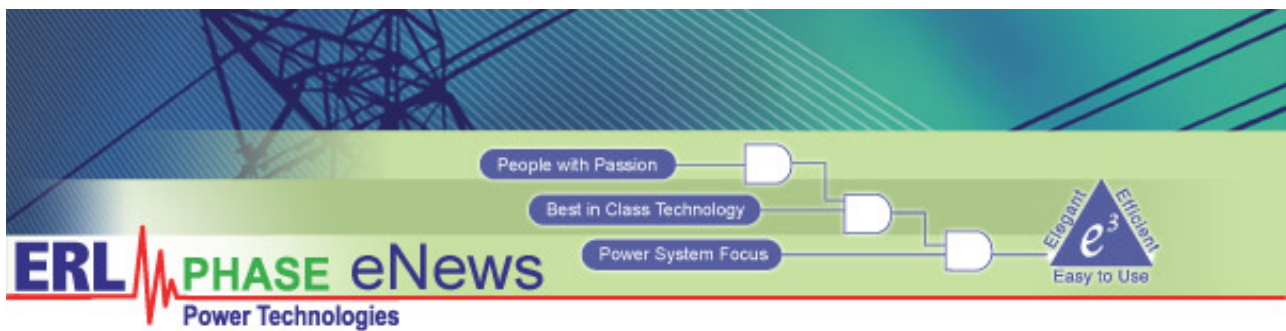 People with Passion
Best in Class Technology
Power System Focus
Elegant
Efficient
e³
Easy to Use
ERL PHASE eNews
Power Technologies